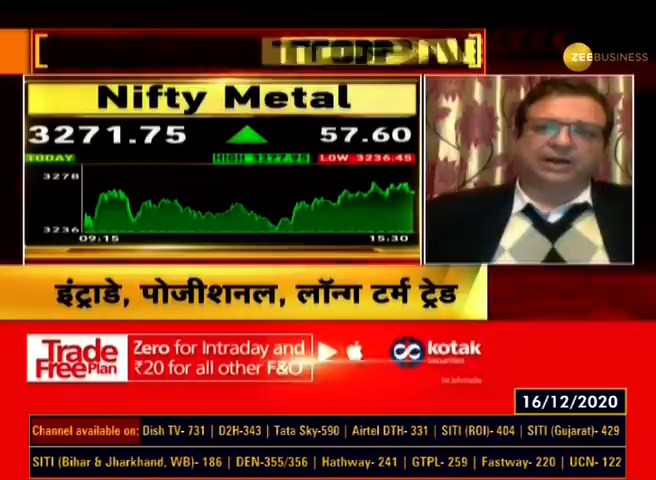 ZEEBUSINESS
Nifty Metal
3271.75 57.60
TODAY HIGH 3277.95 LOW 3236.45
3278
3236
09:15 15:30
इंट्राडे, पोजीशनल, लॉन्ग टर्म ट्रेड
Trade Free Plan
Zero for Intraday and
₹20 for all other F&O
kotak
Securities
16/12/2020
Channel available on: Dish TV- 731 | D2H-343 | Tata Sky-590 | Airtel DTH- 331 | SITI (ROI)- 404 | SITI (Gujarat)- 429
SITI (Bihar & Jharkhand, WB)- 186 | DEN-355/356 | Hathway- 241 | GTPL- 259 | Fastway- 220 | UCN- 122